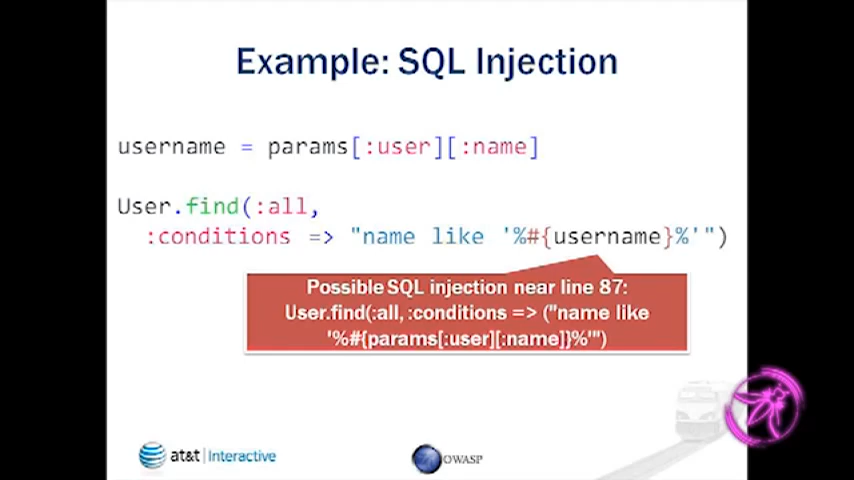 Example: SQL Injection
username = params[:user][:name]
User.find(:all,
:conditions => "name like '%#{username}%'")
Possible SQL injection near line 87:
User.find(:all, :conditions => ("name like
'%#{params[:user][:name]}%'")
at&t | Interactive
OWASP